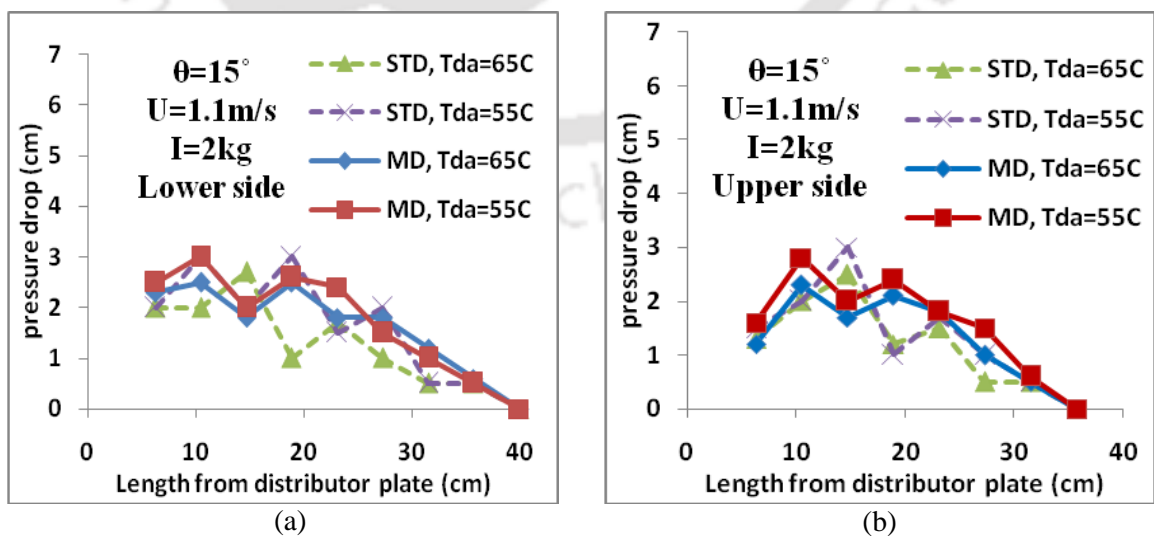 7
6
5
4
3
2
1
0
pressure drop (cm)
θ=15°
U=1.1m/s
I=2kg
Lower side
STD, Tda=65C
STD, Tda=55C
MD, Tda=65C
MD, Tda=55C
0 10 20 30 40
Length from distributor plate (cm)
(a)
7
6
5
4
3
2
1
0
pressure drop (cm)
θ=15°
U=1.1m/s
I=2kg
Upper side
STD, Tda=65C
STD, Tda=55C
MD, Tda=65C
MD, Tda=55C
0 10 20 30 40
Length from distributor plate (cm)
(b)